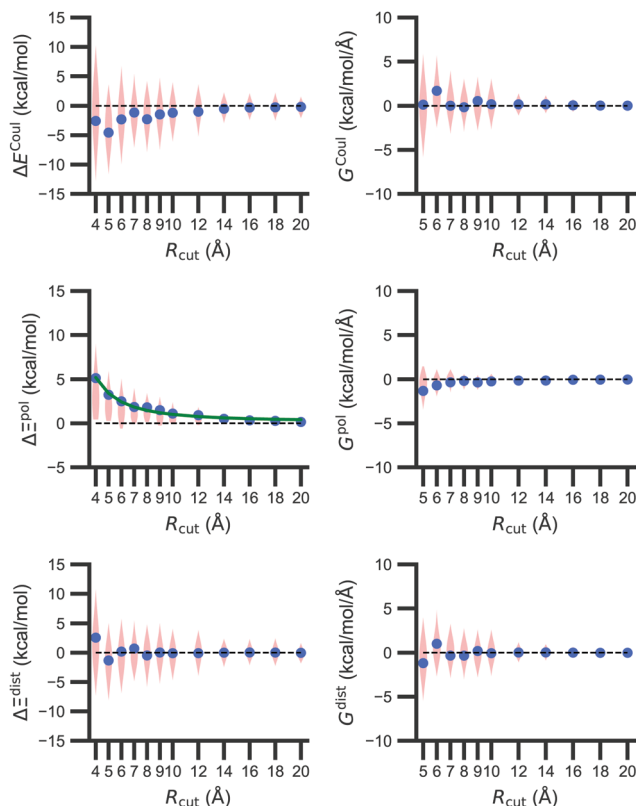 15
10
5
0
−5
−10
−15
ΔE^Coul (kcal/mol)
4 5 6 7 8 9 10 12 14 16 18 20
R_cut (Å)
10
5
0
−5
−10
G^Coul (kcal/mol/Å)
5 6 7 8 9 10 12 14 16 18 20
R_cut (Å)
15
10
5
0
−5
ΔΞ^pol (kcal/mol)
4 5 6 7 8 9 10 12 14 16 18 20
R_cut (Å)
10
5
0
−5
−10
G^pol (kcal/mol/Å)
5 6 7 8 9 10 12 14 16 18 20
R_cut (Å)
15
10
5
0
−5
−10
−15
ΔΞ^dist (kcal/mol)
4 5 6 7 8 9 10 12 14 16 18 20
R_cut (Å)
10
5
0
−5
−10
G^dist (kcal/mol/Å)
5 6 7 8 9 10 12 14 16 18 20
R_cut (Å)